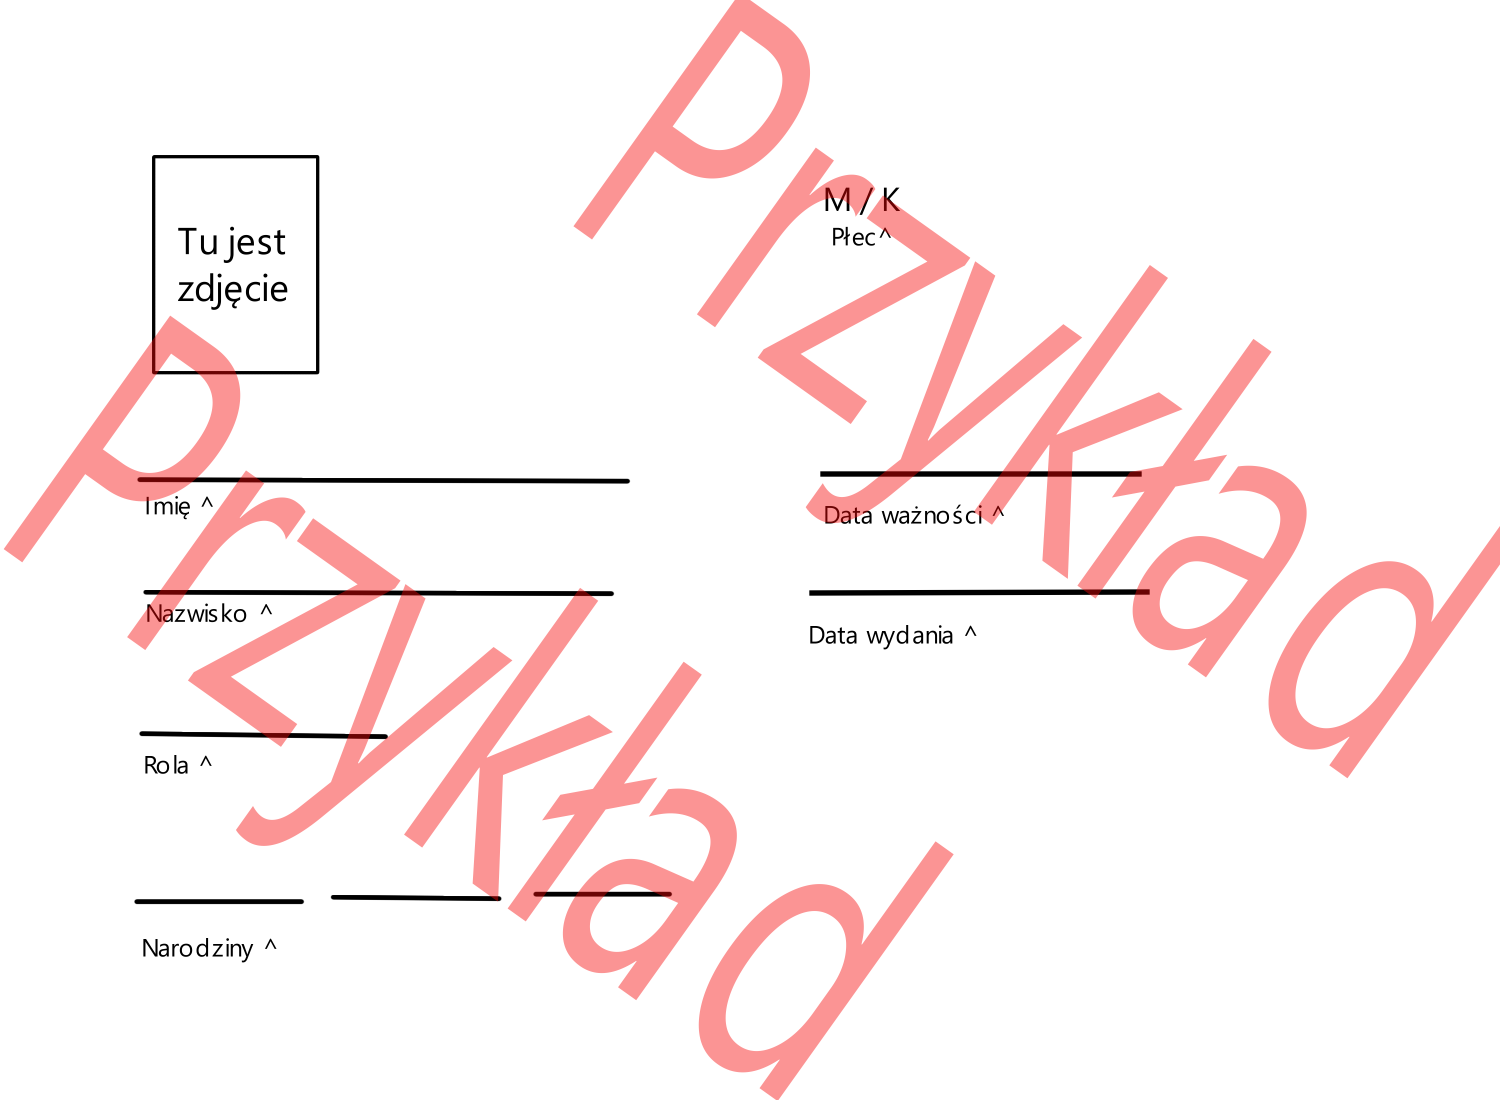 Tu jest
zdjęcie
M / K
Płec^
Imię ^
Nazwisko ^
Rola ^
Narodziny ^
Data ważności ^
Data wydania ^
Przykład
Przykład